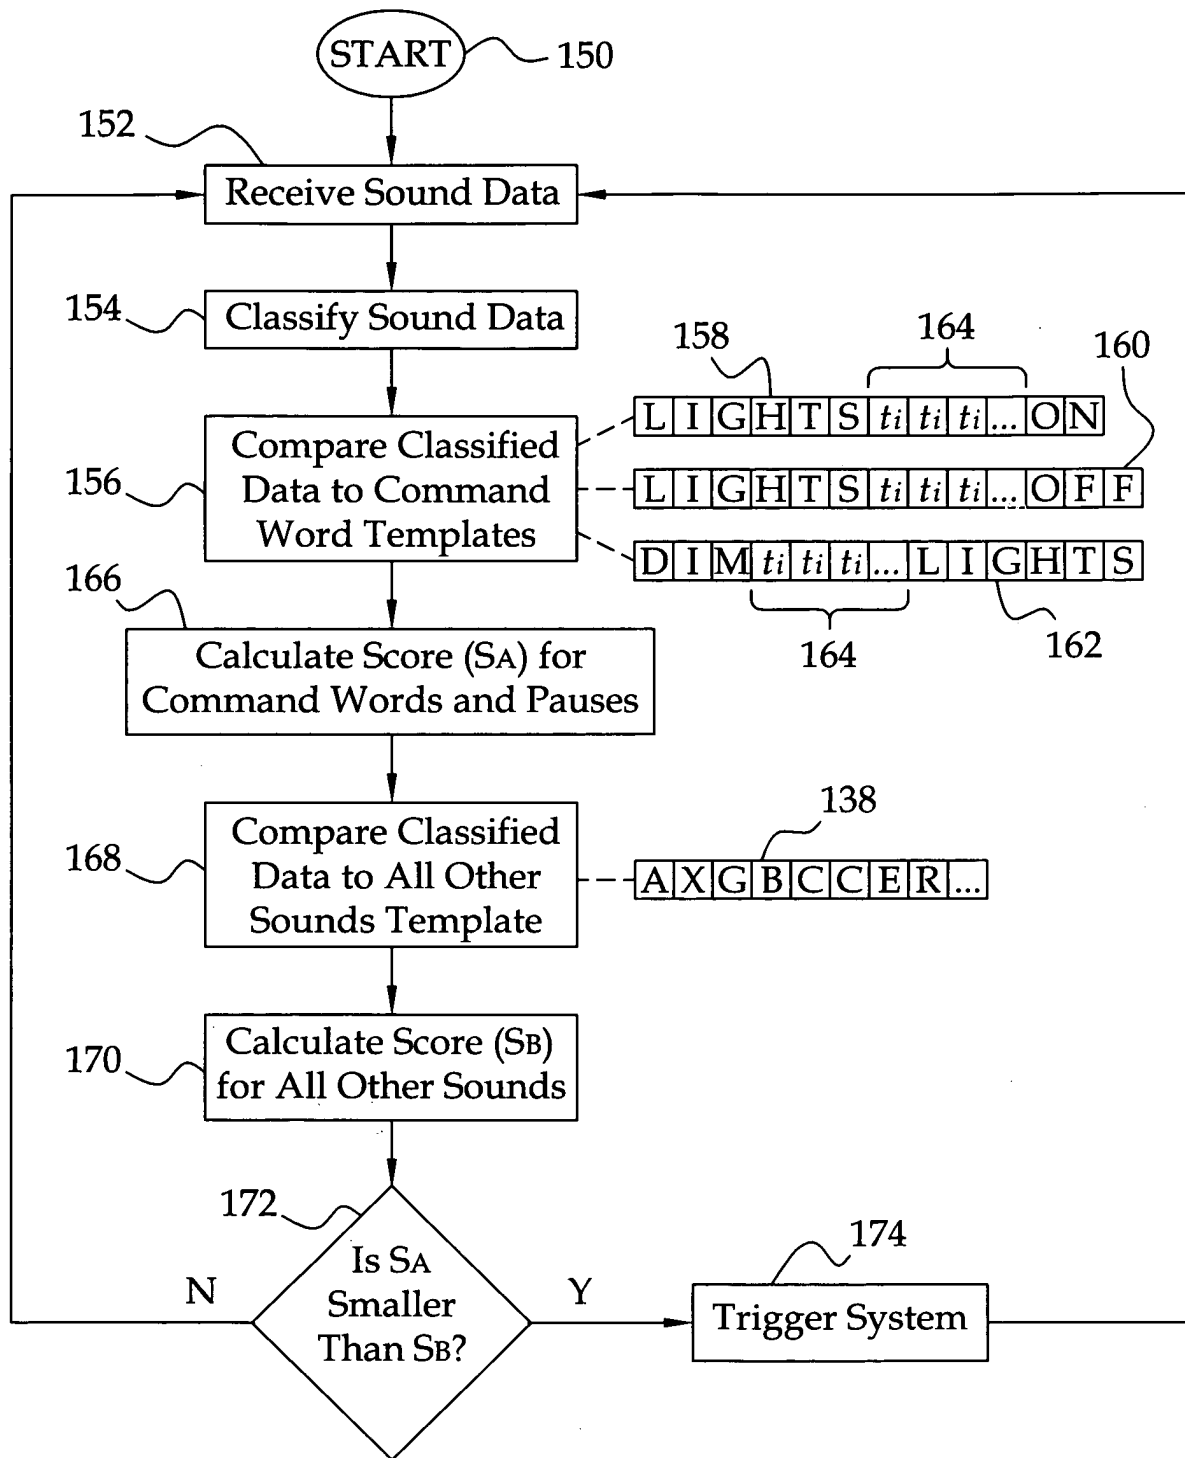 START
150
152
Receive Sound Data
154
Classify Sound Data
158
164
160
L I G H T S ti ti ti ... O N
156
Compare Classified
Data to Command
Word Templates
L I G H T S ti ti ti ... O F F
D I M ti ti ti ... L I G H T S
164
162
166
Calculate Score (SA) for
Command Words and Pauses
138
168
Compare Classified
Data to All Other
Sounds Template
A X G B C C E R ...
170
Calculate Score (SB)
for All Other Sounds
172
Is SA
Smaller
Than SB?
N
Y
174
Trigger System